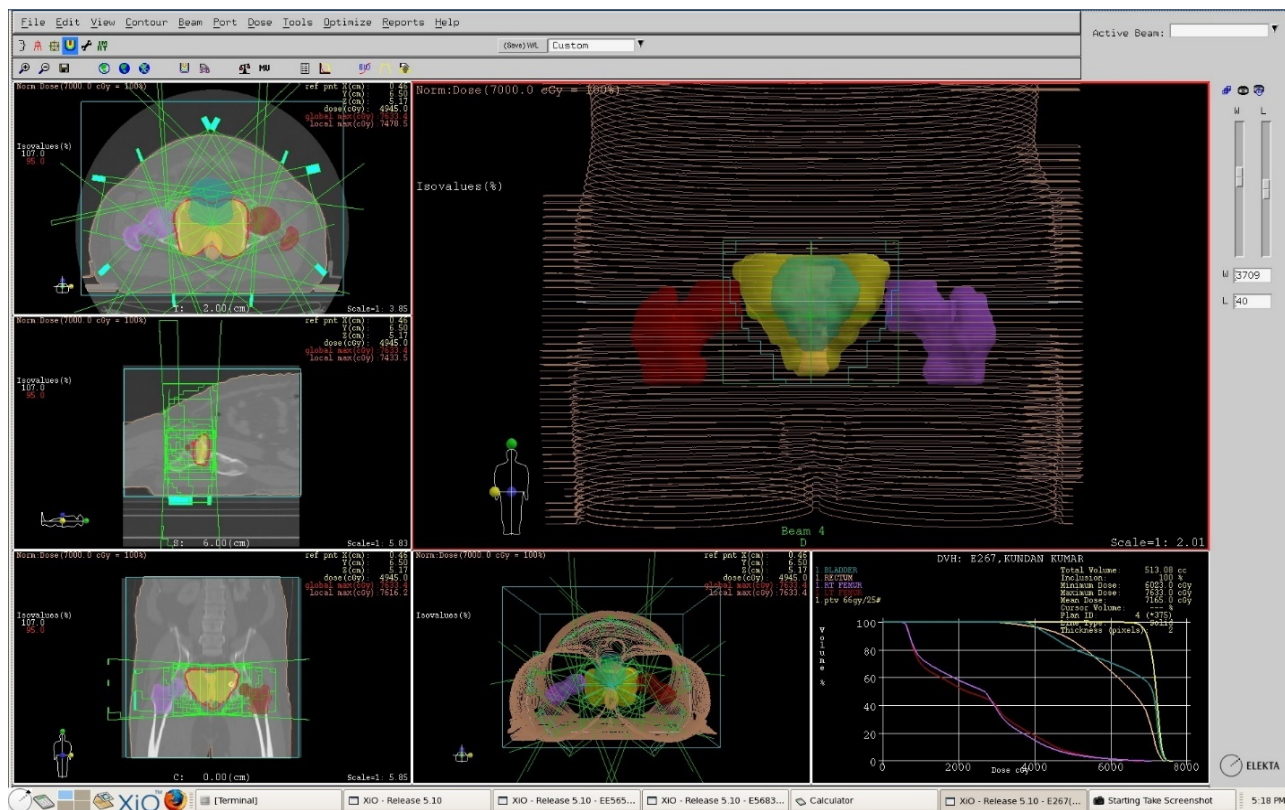 File Edit View Contour Beam Port Dose Tools Optimize Reports Help
Active Beam:
(Save) W/L Custom
MU
Norm:Dose(7000.0 cGy = 100%)
ref pnt X(cm): 0.46
Y(cm): 6.50
Z(cm): 5.17
dose(cGy) 4945.0
global max(cGy) 7633.4
local max(cGy) 7478.5
Isovalues(%)
107.0
95.0
T: 2.00(cm)
Scale=1: 3.85
Norm:Dose(7000.0 cGy = 100%)
Isovalues(%)
Beam 4
D
Scale=1: 2.01
W L
W 3709
L 40
Norm:Dose(7000.0 cGy = 100%)
ref pnt X(cm): 0.46
Y(cm): 6.50
Z(cm): 5.17
dose(cGy) 4945.0
global max(cGy) 7633.4
local max(cGy) 7433.5
Isovalues(%)
107.0
95.0
S: 6.00(cm)
Scale=1: 5.83
Norm:Dose(7000.0 cGy = 100%)
ref pnt X(cm): 0.46
Y(cm): 6.50
Z(cm): 5.17
dose(cGy) 4945.0
global max(cGy) 7633.4
local max(cGy) 7616.2
Isovalues(%)
107.0
95.0
C: 0.00(cm)
Scale=1: 5.85
Norm:Dose(7000.0 cGy = 100%)
ref pnt X(cm): 0.46
Y(cm): 6.50
Z(cm): 5.17
dose(cGy) 4945.0
global max(cGy) 7633.4
local max(cGy) 7633.4
Isovalues(%)
DVH: E267,KUNDAN KUMAR
1.BLADDER
1.RECTUM
1.RT FEMUR
1.LT FEMUR
1.ptv 66gy/25#
Total Volume: 513.08 cc
Inclusion: 100 %
Minimum Dose: 6023.0 cGy
Maximum Dose: 7633.0 cGy
Mean Dose: 7165.0 cGy
Cursor Volume: --- %
Plan ID: 4 (*375)
Line Type: Solid
Thickness (pixels): 2
Volume %
100
80
60
40
20
0
0 2000 4000 6000 8000
Dose cGy
ELEKTA
XiO
[Terminal]
XiO - Release 5.10
XiO - Release 5.10 - EE565...
XiO - Release 5.10 - E5683...
Calculator
XiO - Release 5.10 - E267(...
Starting Take Screenshot
5:18 PM